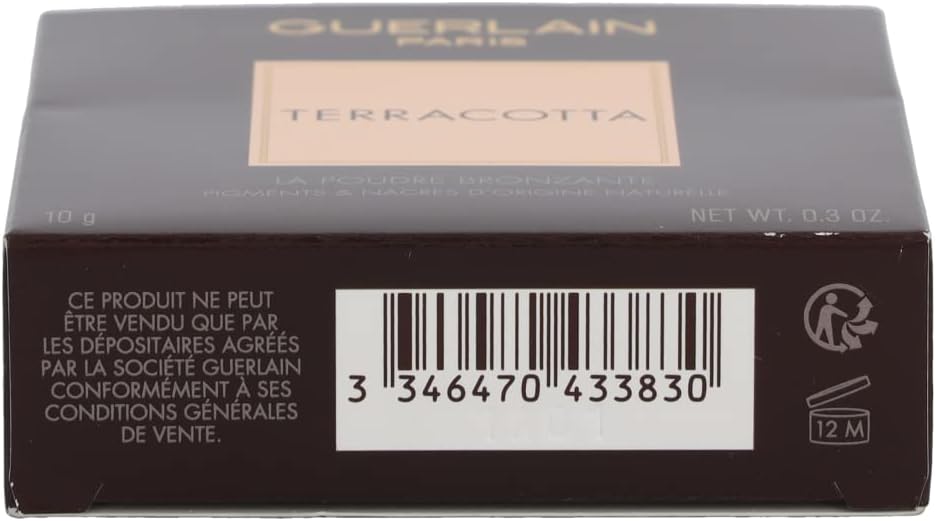 GUERLAIN
PARIS
TERRACOTTA
LA POUDRE BRONZANTE
PIGMENTS & NACRES D'ORIGINE NATURELLE
10 g
NET WT. 0.3 OZ.
CE PRODUIT NE PEUT
ÊTRE VENDU QUE PAR
LES DÉPOSITAIRES AGRÉÉS
PAR LA SOCIÉTÉ GUERLAIN
CONFORMÉMENT À SES
CONDITIONS GÉNÉRALES
DE VENTE.
3 346470 433830
12 M